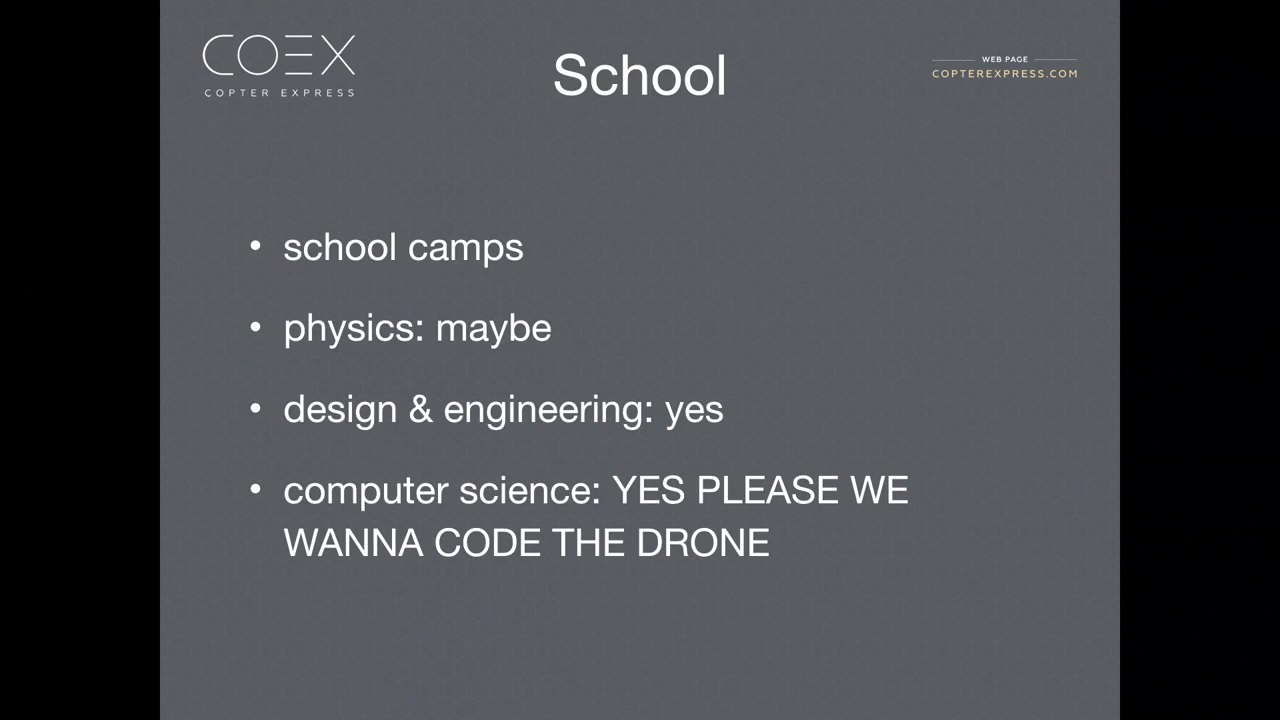 COEX
COPTER EXPRESS
School
WEB PAGE
COPTEREXPRESS.COM
• school camps
• physics: maybe
• design & engineering: yes
• computer science: YES PLEASE WE
WANNA CODE THE DRONE